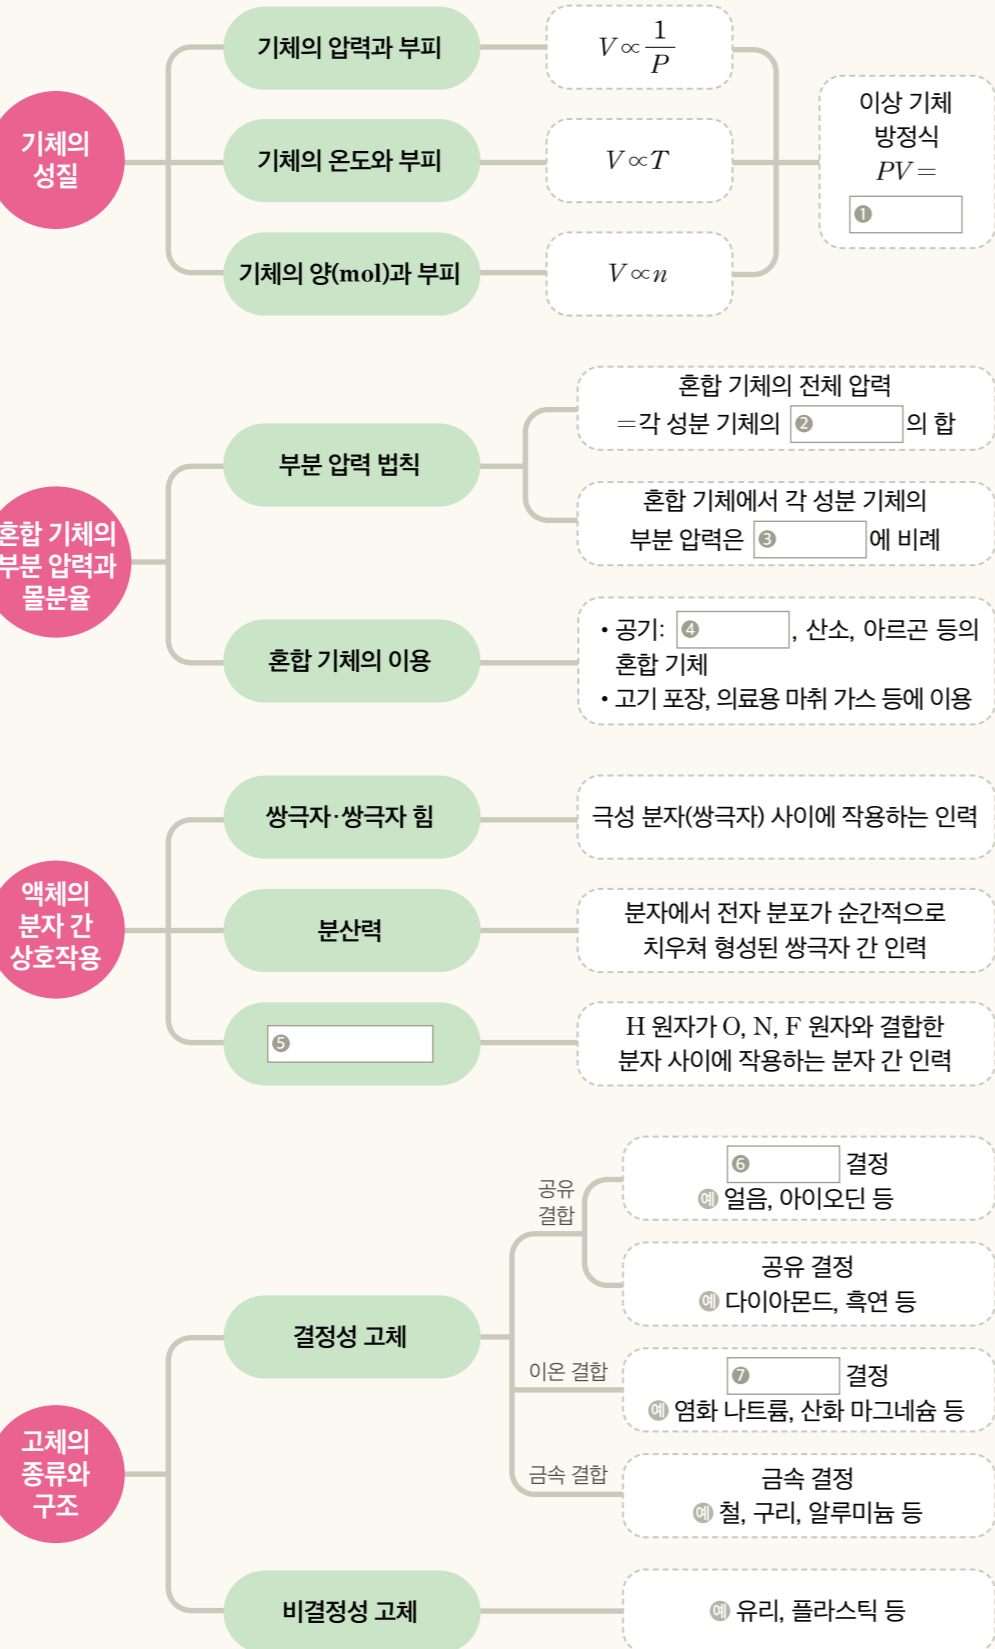 기체의
성질
기체의 압력과 부피
V∝1/P
기체의 온도와 부피
V∝T
기체의 양(mol)과 부피
V∝n
이상 기체
방정식
PV=
❶
혼합 기체의
부분 압력과
몰분율
부분 압력 법칙
혼합 기체의 전체 압력
=각 성분 기체의 ❷ 의 합
혼합 기체에서 각 성분 기체의
부분 압력은 ❸ 에 비례
혼합 기체의 이용
• 공기: ❹ , 산소, 아르곤 등의
혼합 기체
• 고기 포장, 의료용 마취 가스 등에 이용
액체의
분자 간
상호작용
쌍극자·쌍극자 힘
극성 분자(쌍극자) 사이에 작용하는 인력
분산력
분자에서 전자 분포가 순간적으로
치우쳐 형성된 쌍극자 간 인력
❺
H 원자가 O, N, F 원자와 결합한
분자 사이에 작용하는 분자 간 인력
고체의
종류와
구조
결정성 고체
공유
결합
❻ 결정
예 얼음, 아이오딘 등
공유 결정
예 다이아몬드, 흑연 등
이온 결합
❼ 결정
예 염화 나트륨, 산화 마그네슘 등
금속 결합
금속 결정
예 철, 구리, 알루미늄 등
비결정성 고체
예 유리, 플라스틱 등